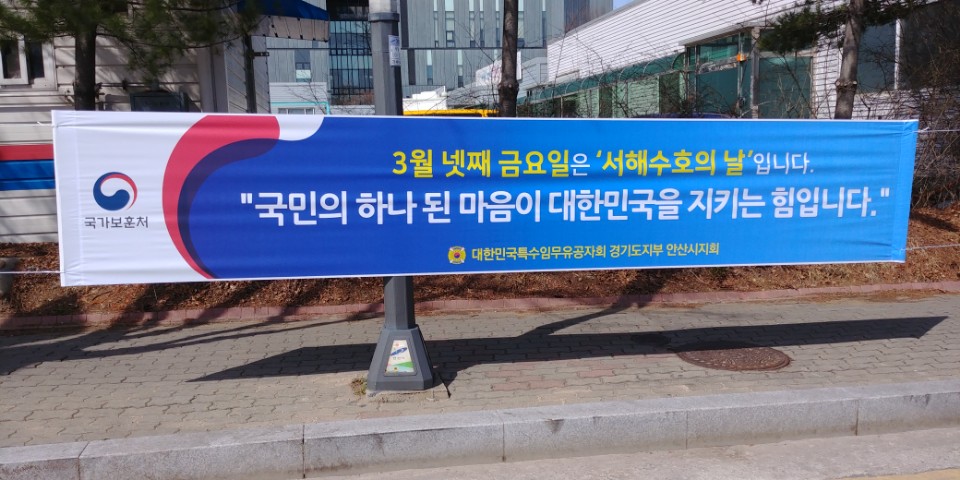 3월 넷째 금요일은 '서해수호의 날'입니다.
"국민의 하나 된 마음이 대한민국을 지키는 힘입니다."
국가보훈처
대한민국특수임무유공자회 경기도지부 안산시지회